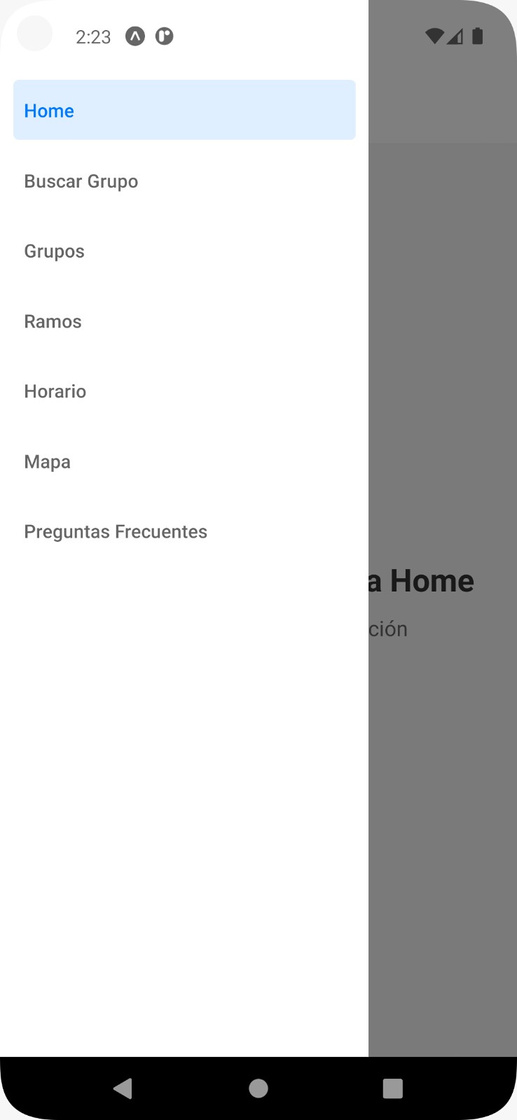 2:23
Home
Buscar Grupo
Grupos
Ramos
Horario
Mapa
Preguntas Frecuentes
a Home
ción